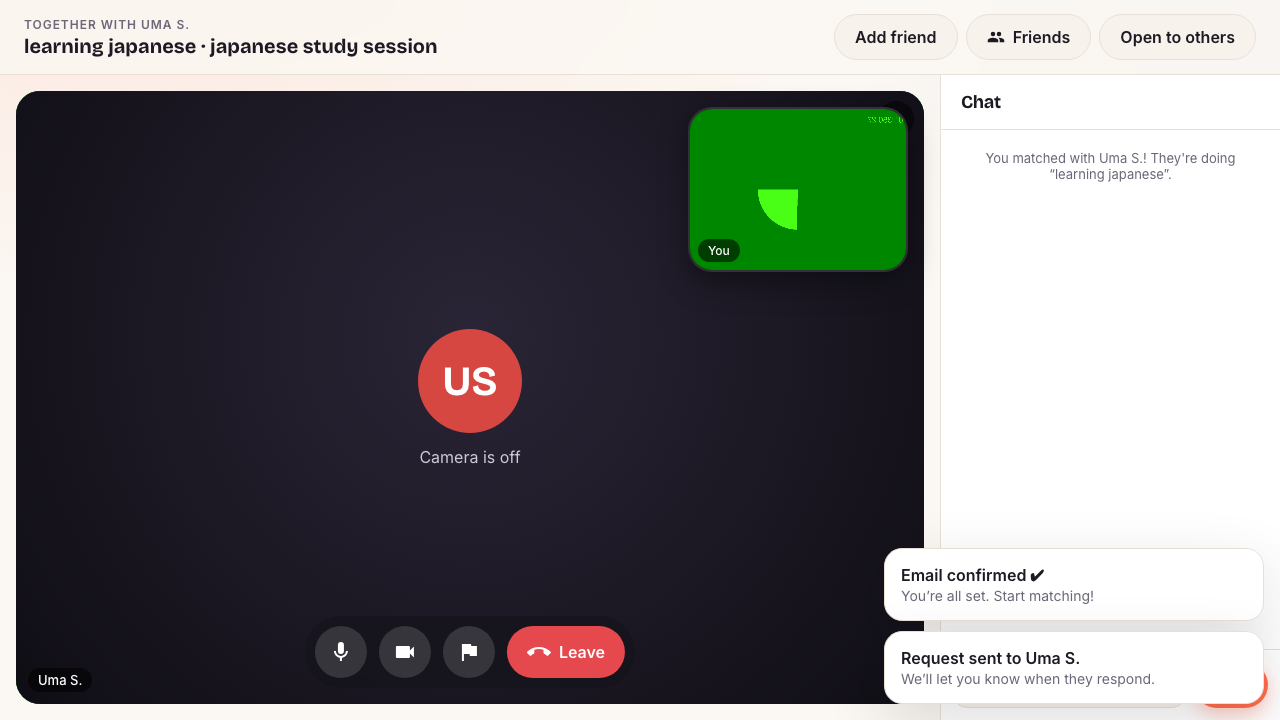 TOGETHER WITH UMA S.
learning japanese · japanese study session
Add friend
Friends
Open to others
You
US
Camera is off
Uma S.
Leave
Chat
You matched with Uma S.! They're doing
“learning japanese”.
Email confirmed ✔
You’re all set. Start matching!
Request sent to Uma S.
We’ll let you know when they respond.